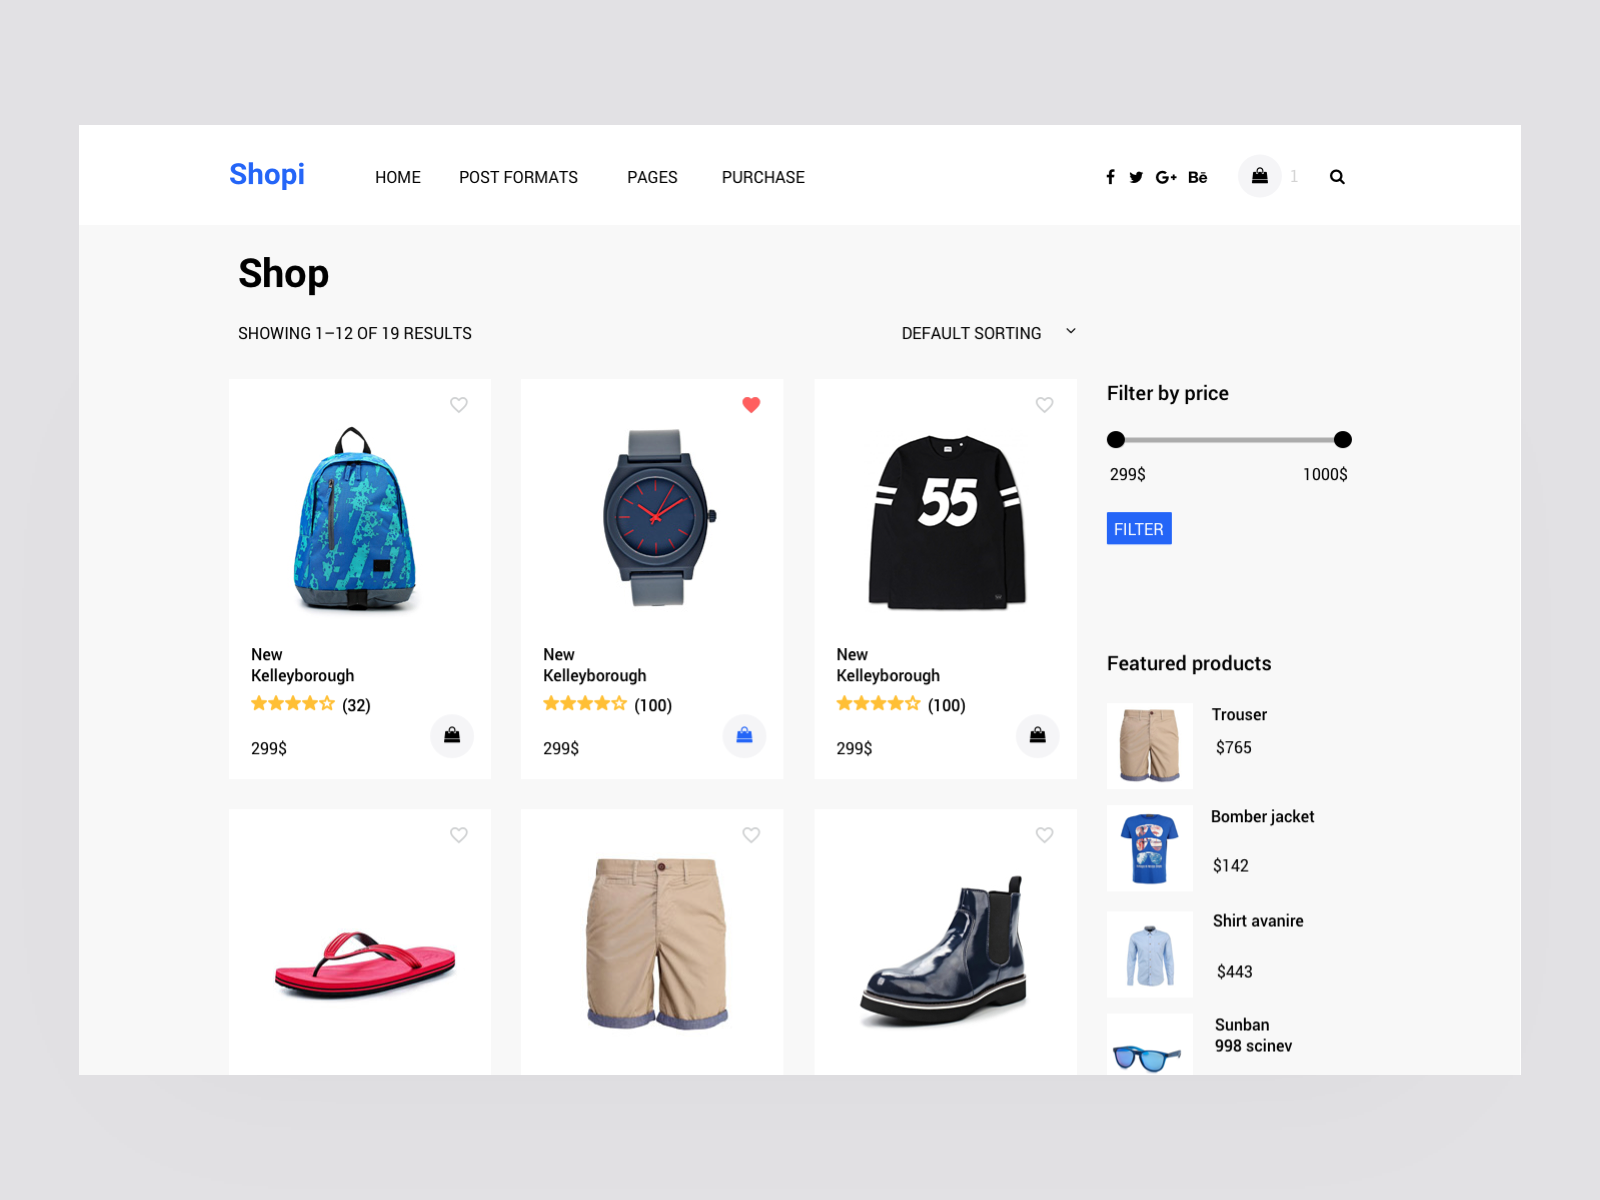 Shopi
HOME
POST FORMATS
PAGES
PURCHASE
Bē
1
Shop
SHOWING 1–12 OF 19 RESULTS
DEFAULT SORTING
55
New
Kelleyborough
(32)
299$
New
Kelleyborough
(100)
299$
New
Kelleyborough
(100)
299$
Filter by price
299$
1000$
FILTER
Featured products
Trouser
$765
Bomber jacket
$142
Shirt avanire
$443
Sunban
998 scinev